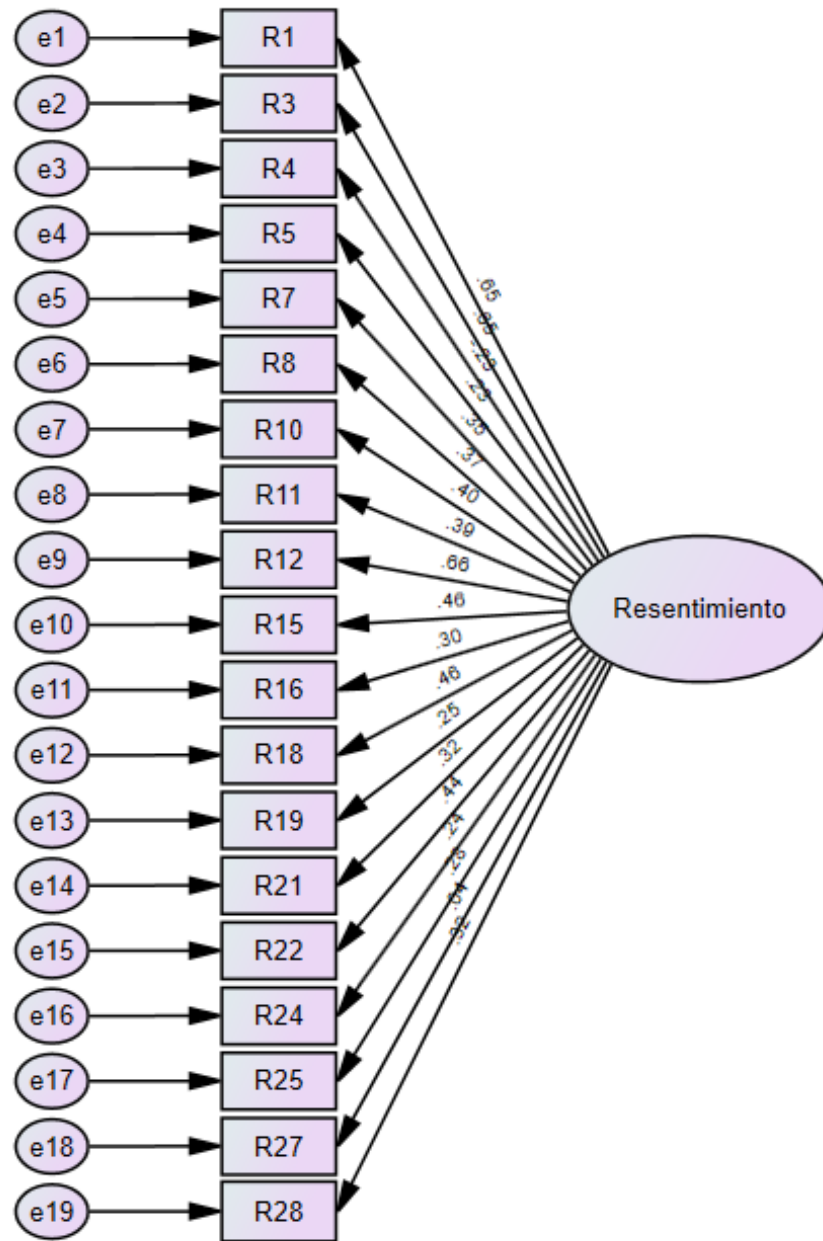 e1 R1
e2 R3
e3 R4
e4 R5
e5 R7
e6 R8
e7 R10
e8 R11
e9 R12
e10 R15
e11 R16
e12 R18
e13 R19
e14 R21
e15 R22
e16 R24
e17 R25
e18 R27
e19 R28
.65
.23
.37
.40
.39
.66
.46
.30
.46
.25
.32
.44
.24
.04
.32
Resentimiento